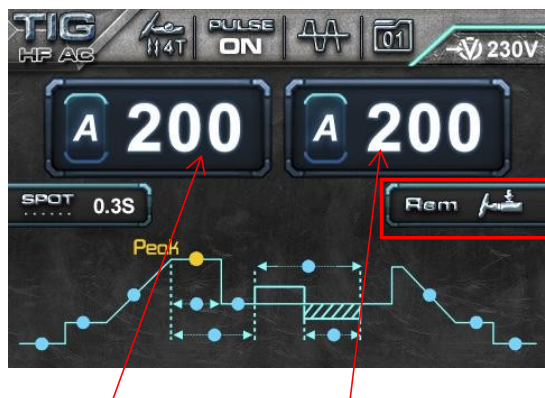 TIG
HF AC
4T
PULSE
ON
01
V 230V
A 200
A 200
SPOT
...... 0.3S
Rem
Peak